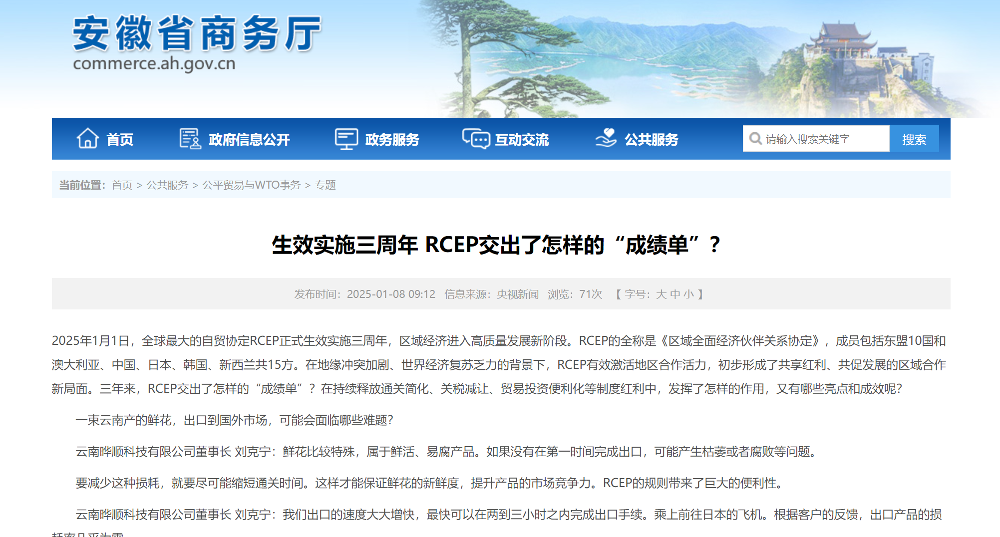 安徽省商务厅
commerce.ah.gov.cn
首页 政府信息公开 政务服务 互动交流 公共服务 请输入搜索关键字 搜索
当前位置：首页 > 公共服务 > 公平贸易与WTO事务 > 专题
生效实施三周年 RCEP交出了怎样的“成绩单”？
发布时间：2025-01-08 09:12 信息来源：央视新闻 浏览：71次 【 字号：大 中 小 】
2025年1月1日，全球最大的自贸协定RCEP正式生效实施三周年，区域经济进入高质量发展新阶段。RCEP的全称是《区域全面经济伙伴关系协定》，成员包括东盟10国和
澳大利亚、中国、日本、韩国、新西兰共15方。在地缘冲突加剧、世界经济复苏乏力的背景下，RCEP有效激活地区合作活力，初步形成了共享红利、共促发展的区域合作
新局面。三年来，RCEP交出了怎样的“成绩单”？在持续释放通关简化、关税减让、贸易投资便利化等制度红利中，发挥了怎样的作用，又有哪些亮点和成效呢？
一束云南产的鲜花，出口到国外市场，可能会面临哪些难题？
云南晔顺科技有限公司董事长 刘克宁：鲜花比较特殊，属于鲜活、易腐产品。如果没有在第一时间完成出口，可能产生枯萎或者腐败等问题。
要减少这种损耗，就要尽可能缩短通关时间。这样才能保证鲜花的新鲜度，提升产品的市场竞争力。RCEP的规则带来了巨大的便利性。
云南晔顺科技有限公司董事长 刘克宁：我们出口的速度大大增快，最快可以在两到三小时之内完成出口手续。乘上前往日本的飞机。根据客户的反馈，出口产品的损